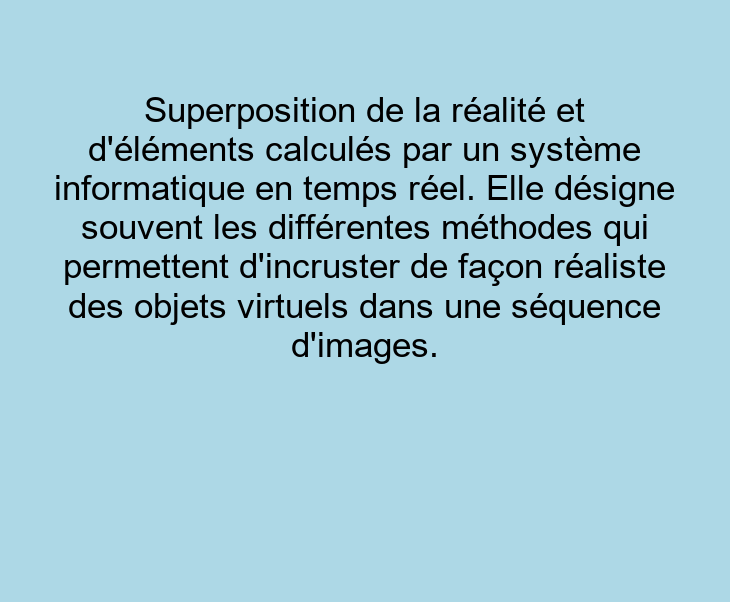 Superposition de la réalité et
d'éléments calculés par un système
informatique en temps réel. Elle désigne
souvent les différentes méthodes qui
permettent d'incruster de façon réaliste
des objets virtuels dans une séquence
d'images.